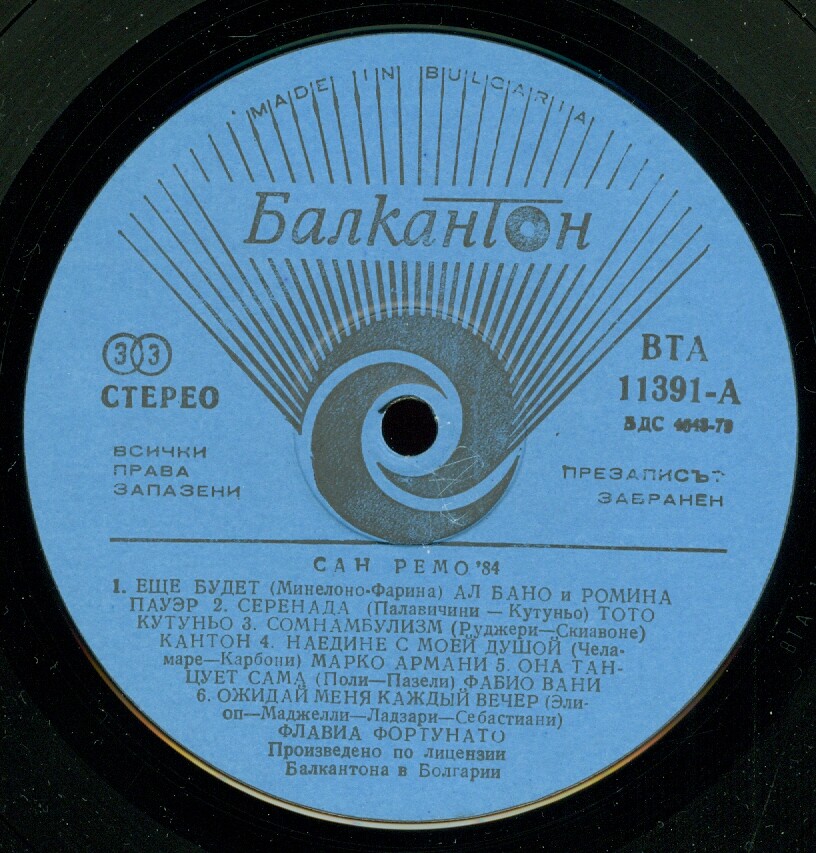 MADE IN BULGARIA
Балкантон
33
СТЕРЕО
ВТА
11391-А
БДС 4043-79
ВСИЧКИ
ПРАВА
ЗАПАЗЕНИ
ПРЕЗАПИСЪТ
ЗАБРАНЕН
САН РЕМО '84
1. ЕЩЕ БУДЕТ (Минелоно-Фарина) АЛ БАНО и РОМИНА
ПАУЭР 2. СЕРЕНАДА (Палавичини — Кутуньо) ТОТО
КУТУНЬО 3. СОМНАМБУЛИЗМ (Руджери—Скиавоне)
КАНТОН 4. НАЕДИНЕ С МОЕЙ ДУШОЙ (Чела-
маре—Карбони) МАРКО АРМАНИ 5. ОНА ТАН-
ЦУЕТ САМА (Поли—Пазели) ФАБИО ВАНИ
6. ОЖИДАЙ МЕНЯ КАЖДЫЙ ВЕЧЕР (Эли-
оп—Маджелли—Ладзари—Себастиани)
ФЛАВИА ФОРТУНАТО
Произведено по лицензии
Балкантона в Болгарии
ВТА